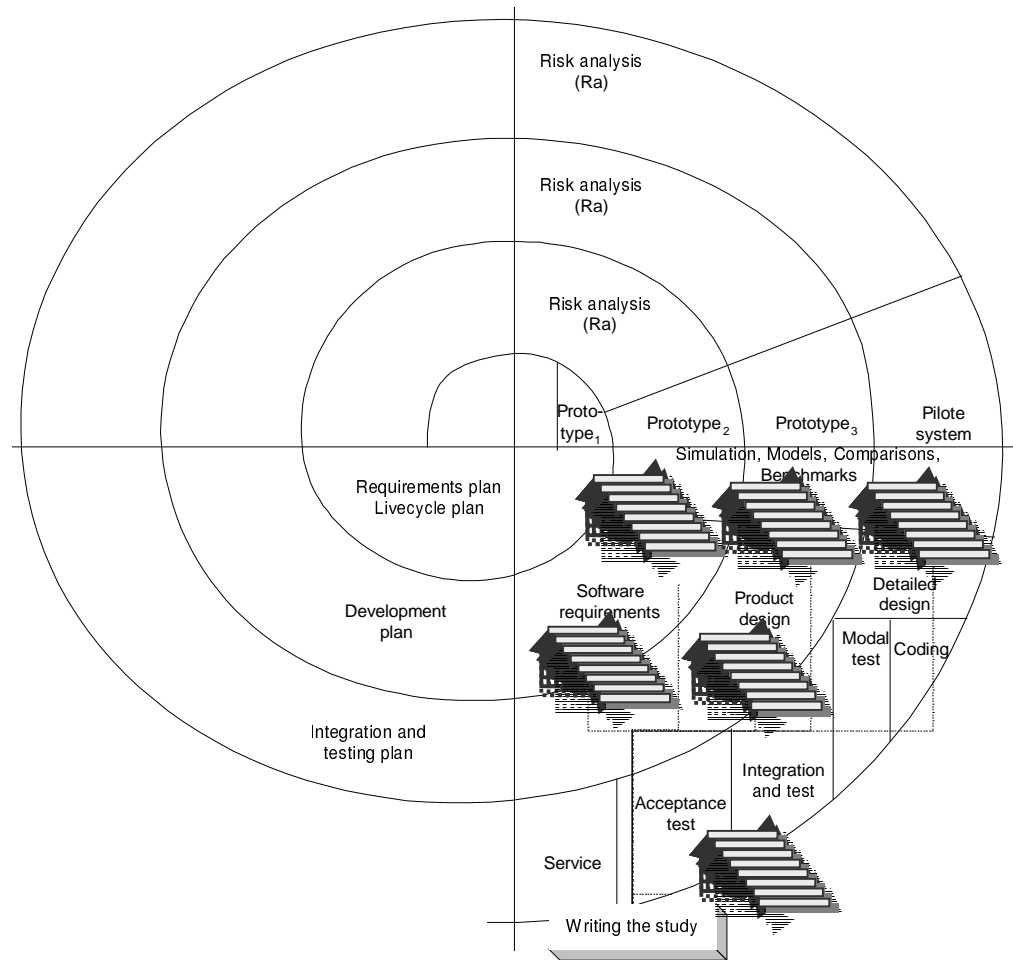 Risk analysis
(Ra)
Risk analysis
(Ra)
Risk analysis
(Ra)
Proto-
type1
Prototype2
Prototype3
Pilote
system
Simulation, Models, Comparisons,
Benchmarks
Requirements plan
Livecycle plan
Development
plan
Integration and
testing plan
Software
requirements
Product
design
Detailed
design
Modal
test
Coding
Integration
and test
Acceptance
test
Service
Writing the study